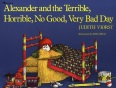 Alexander and the Terrible,
Horrible, No Good, Very Bad Day
JUDITH VIORST